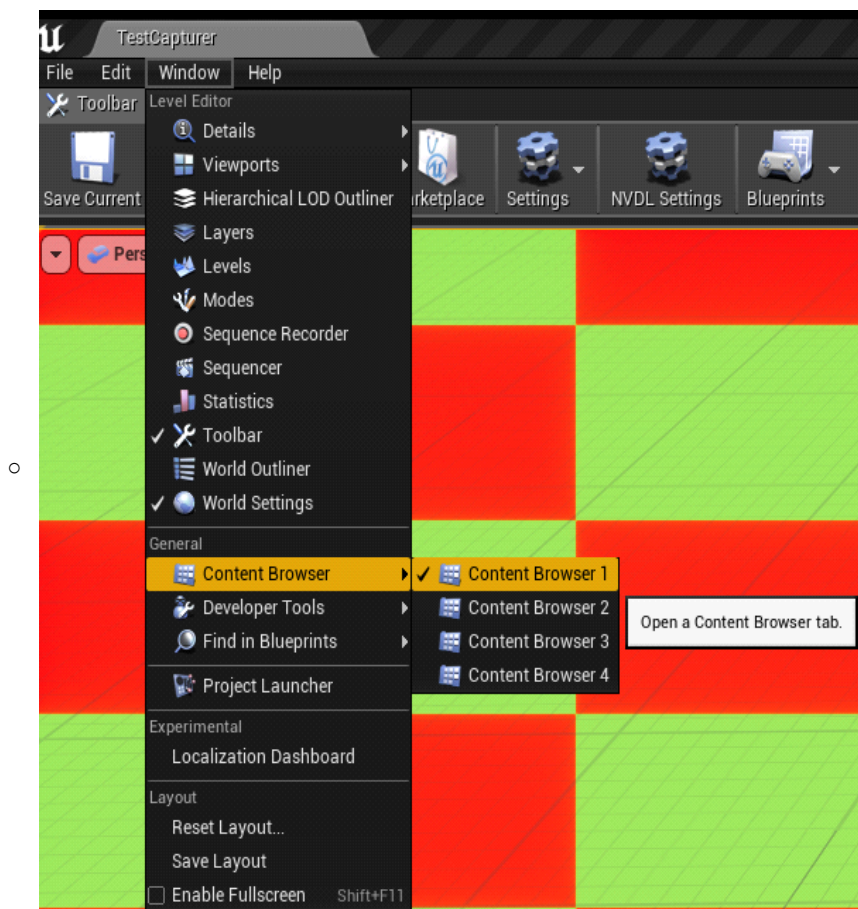 TestCapturer
File Edit Window Help
Toolbar
Level Editor
Save Current
Details
Viewports
Hierarchical LOD Outliner
Layers
Levels
Modes
Sequence Recorder
Sequencer
Statistics
Toolbar
World Outliner
World Settings
rketplace Settings NVDL Settings Blueprints
Pers
General
Content Browser
Developer Tools
Find in Blueprints
Project Launcher
Content Browser 1
Content Browser 2
Content Browser 3
Content Browser 4
Open a Content Browser tab.
Experimental
Localization Dashboard
Layout
Reset Layout...
Save Layout
Enable Fullscreen Shift+F11